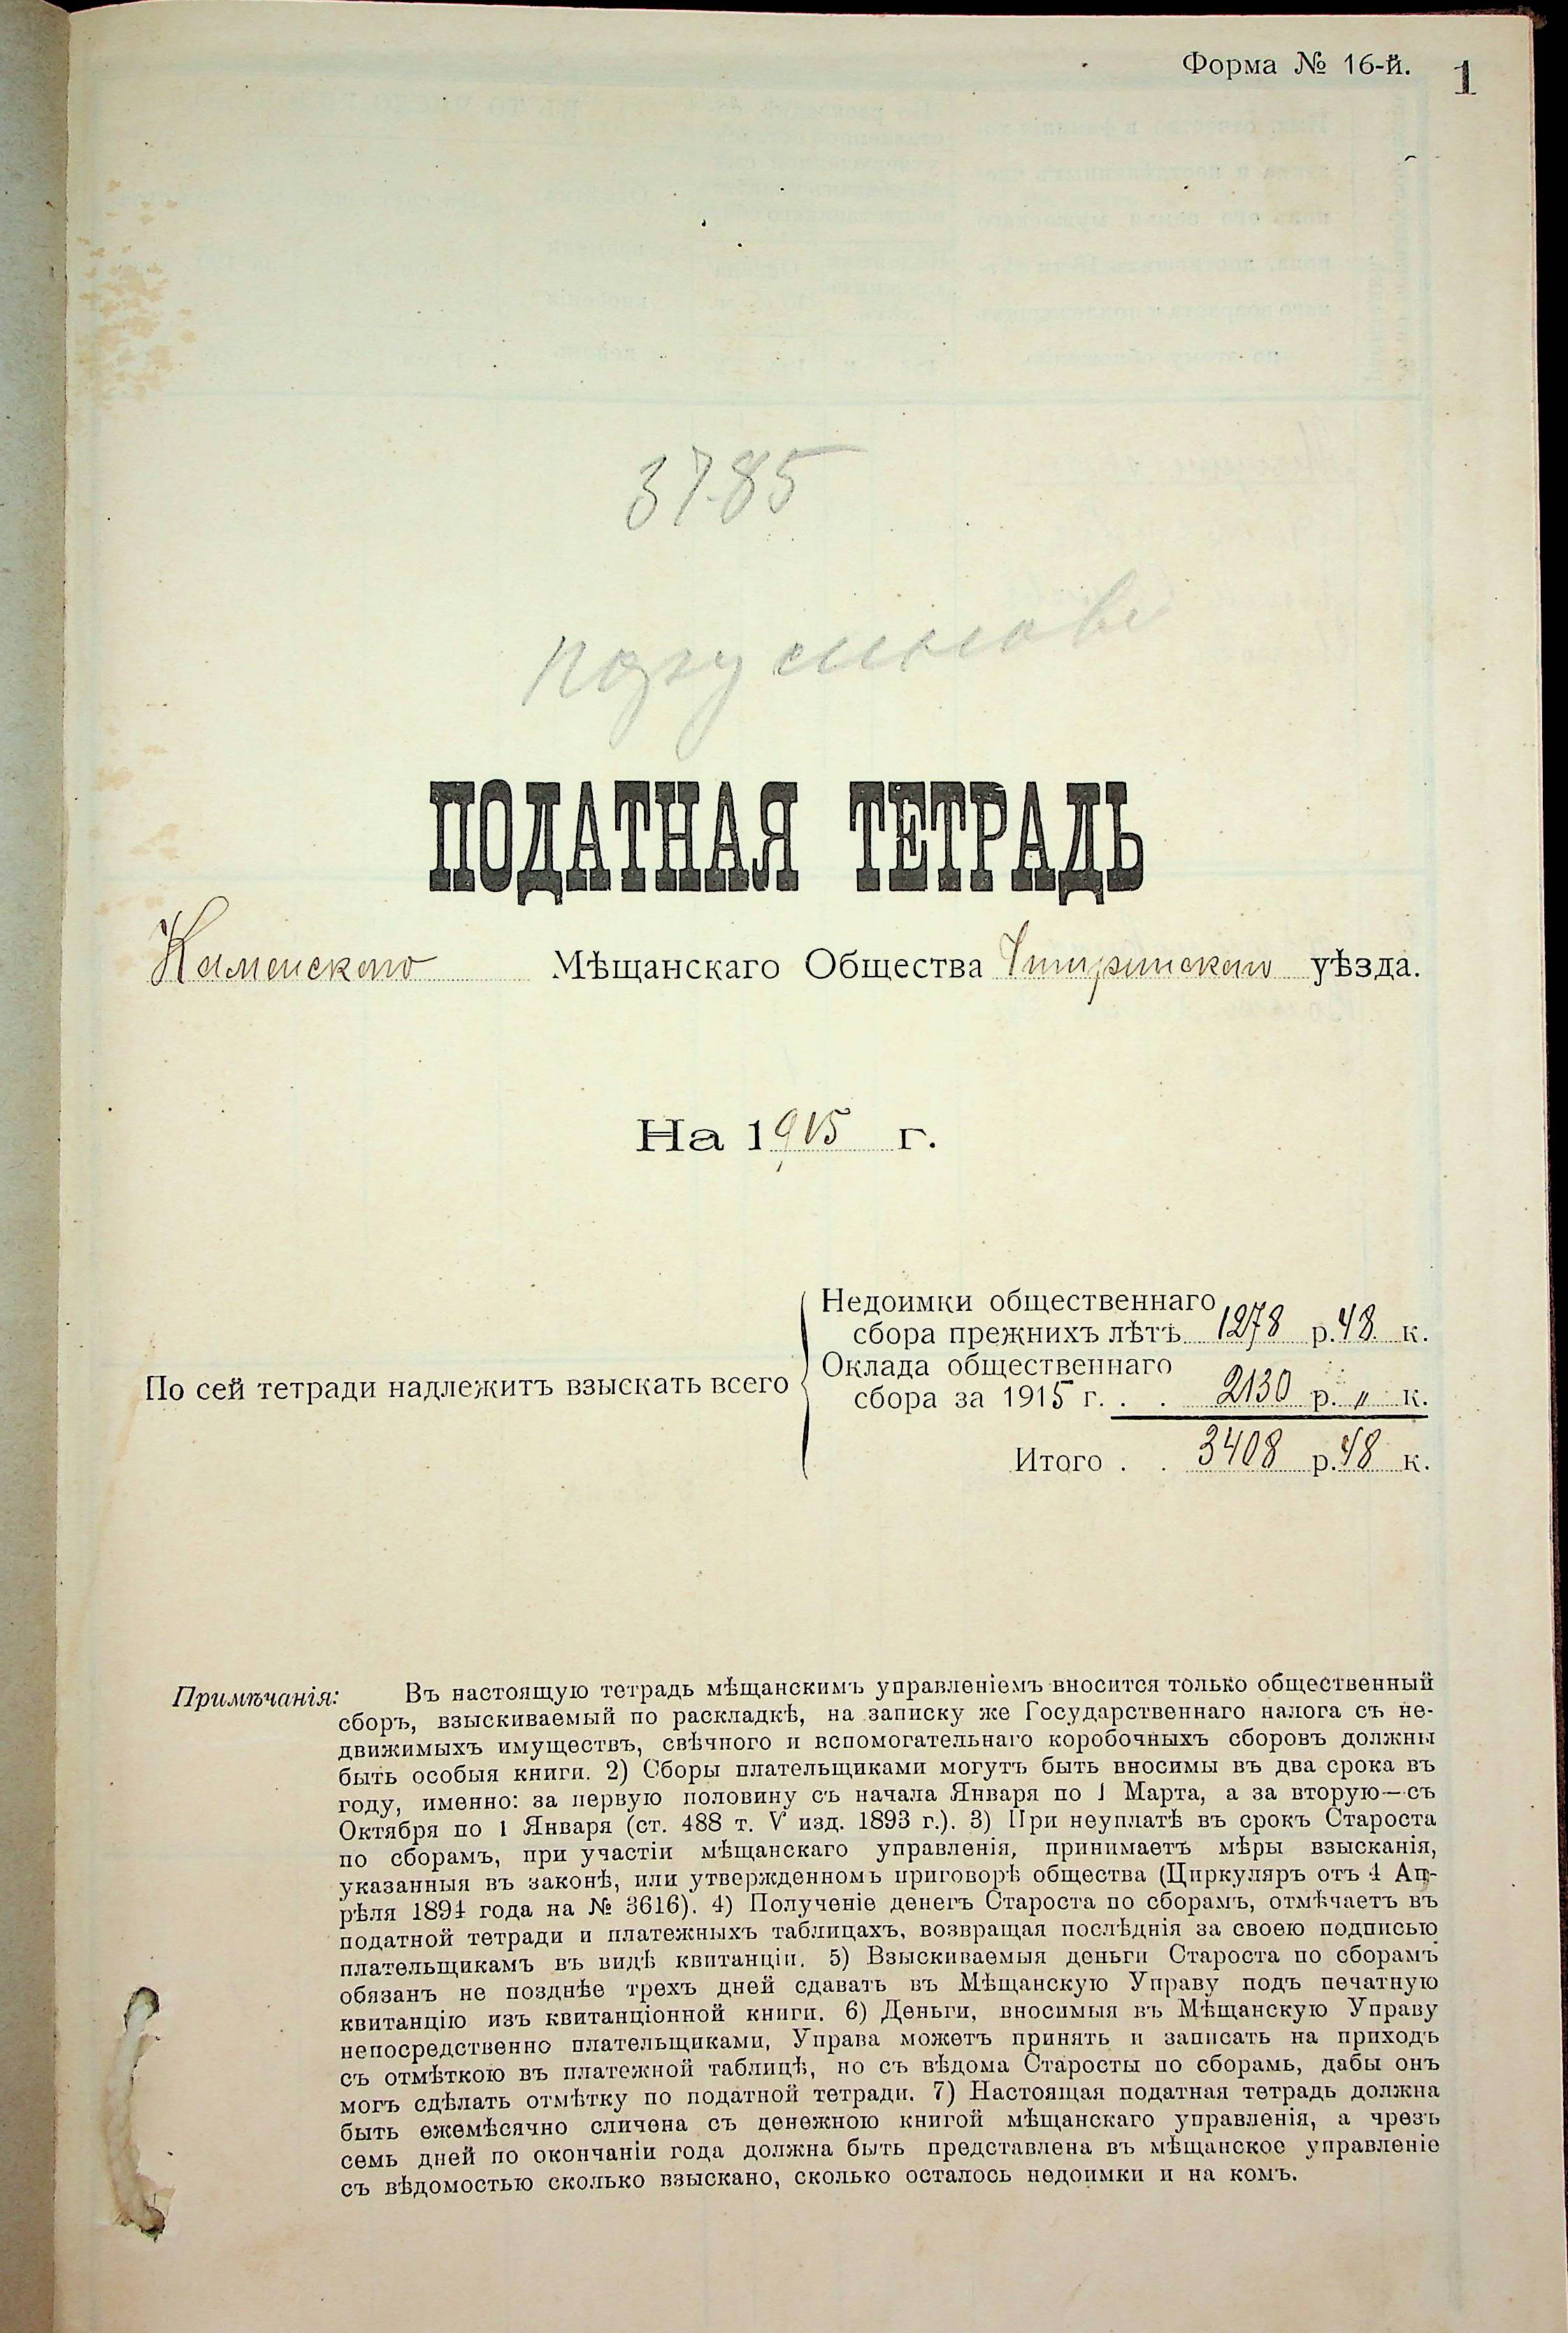 Форма № 16-й. 1
3785
ПОДАТНАЯ ТЕТРАДЬ
Каменскаго Мѣщанскаго Общества Чигиринскаго уѣзда.
На 1915 г.
Недоимки общественнаго
сбора прежнихъ лѣтъ 1278 р. 48 к.
По сей тетради надлежитъ взыскать всего
Оклада общественнаго
сбора за 1915 г. . . 2130 р. „ к.
Итого . . 3408 р. 48 к.
Примѣчанія: Въ настоящую тетрадь мѣщанскимъ управленіемъ вносится только общественный
сборъ, взыскиваемый по раскладкѣ, на записку же Государственнаго налога съ не-
движимыхъ имуществъ, свѣчного и вспомогательнаго коробочныхъ сборовъ должны
быть особыя книги. 2) Сборы плательщиками могутъ быть вносимы въ два срока въ
году, именно: за первую половину съ начала Января по 1 Марта, а за вторую—съ
Октября по 1 Января (ст. 488 т. V изд. 1893 г.). 3) При неуплатѣ въ срокъ Староста
по сборамъ, при участіи мѣщанскаго управленія, принимаетъ мѣры взысканія,
указанныя въ законѣ, или утвержденномъ приговорѣ общества (Циркуляръ отъ 4 Ап-
рѣля 1894 года на № 3616). 4) Полученіе денегъ Староста по сборамъ, отмѣчаетъ въ
податной тетради и платежныхъ таблицахъ, возвращая послѣднія за своею подписью
плательщикамъ въ видѣ квитанціи. 5) Взыскиваемыя деньги Староста по сборамъ
обязанъ не позднѣе трехъ дней сдавать въ Мѣщанскую Управу подъ печатную
квитанцію изъ квитанціонной книги. 6) Деньги, вносимыя въ Мѣщанскую Управу
непосредственно плательщиками, Управа можетъ принять и записать на приходъ
съ отмѣткою въ платежной таблицѣ, но съ вѣдома Старосты по сборамъ, дабы онъ
могъ сдѣлать отмѣтку по податной тетради. 7) Настоящая податная тетрадь должна
быть ежемѣсячно сличена съ денежною книгой мѣщанскаго управленія, а чрезъ
семь дней по окончаніи года должна быть представлена въ мѣщанское управленіе
съ вѣдомостью сколько взыскано, сколько осталось недоимки и на комъ.